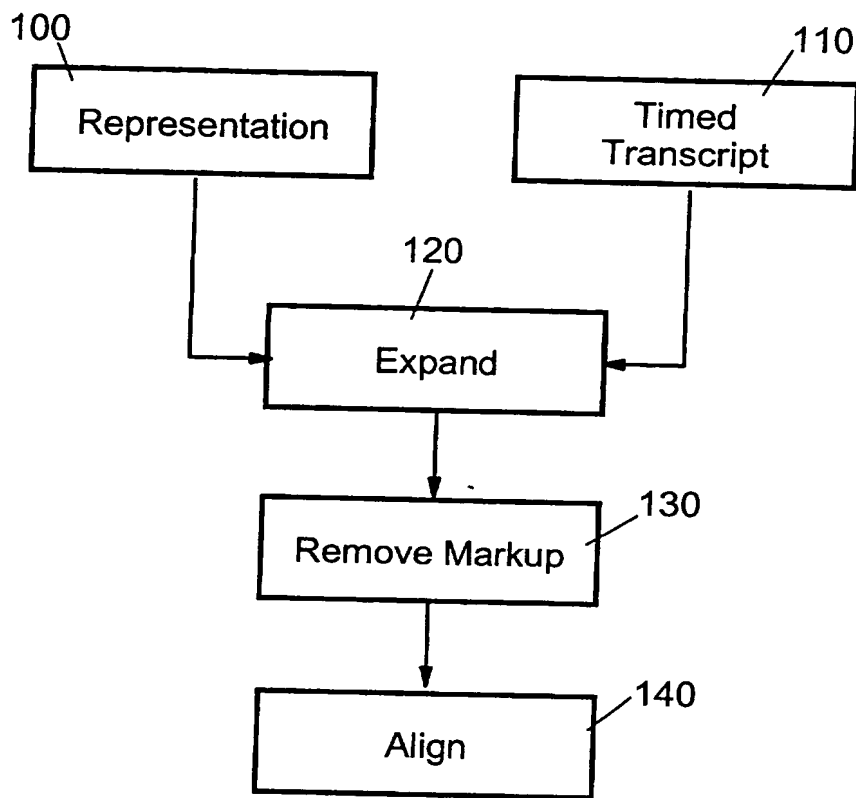 100
110
Representation
Timed
Transcript
120
Expand
130
Remove Markup
140
Align